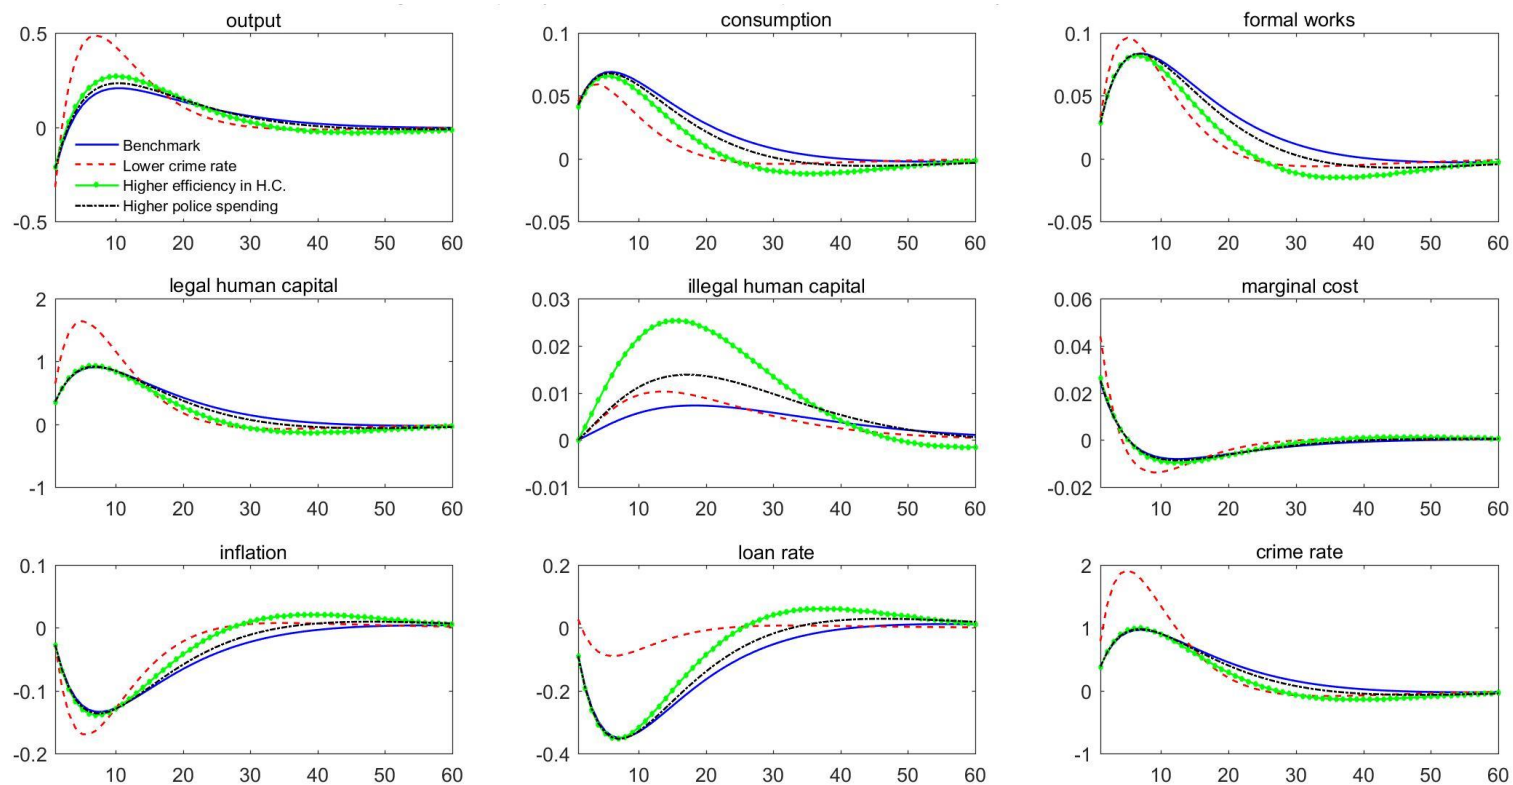 output
0.5
0
-0.5
Benchmark
Lower crime rate
Higher efficiency in H.C.
Higher police spending
10 20 30 40 50 60
consumption
0.1
0.05
0
-0.05
10 20 30 40 50 60
formal works
0.1
0.05
0
-0.05
10 20 30 40 50 60
legal human capital
2
1
0
-1
10 20 30 40 50 60
illegal human capital
0.03
0.02
0.01
0
-0.01
10 20 30 40 50 60
marginal cost
0.06
0.04
0.02
0
-0.02
10 20 30 40 50 60
inflation
0.1
0
-0.1
-0.2
10 20 30 40 50 60
loan rate
0.2
0
-0.2
-0.4
10 20 30 40 50 60
crime rate
2
1
0
-1
10 20 30 40 50 60